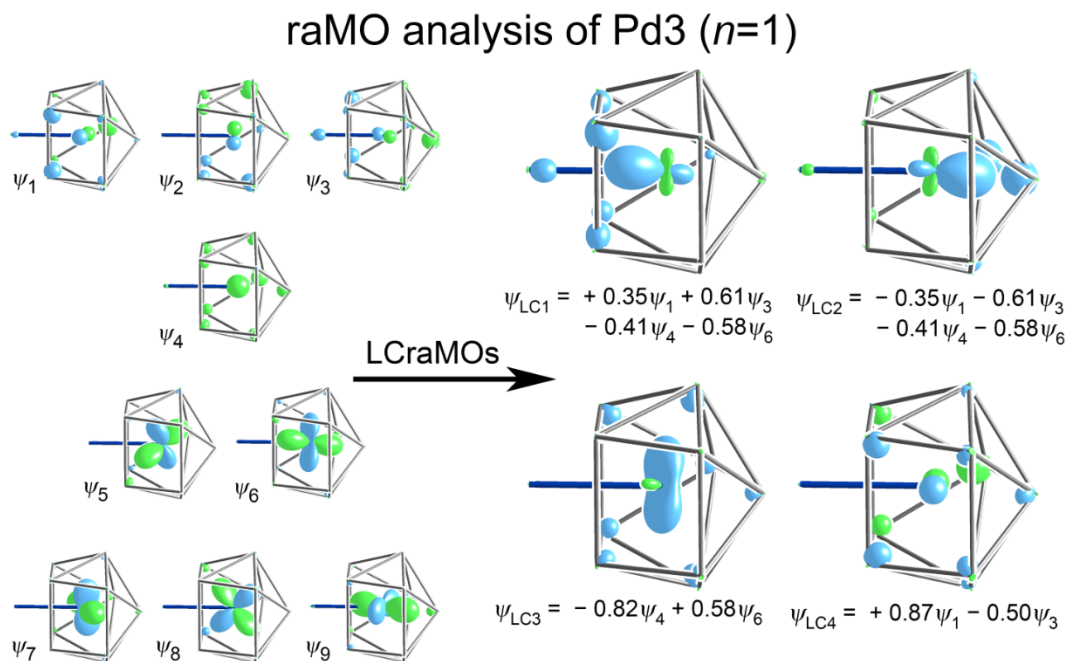 raMO analysis of Pd3 (n=1)
ψ1
ψ2
ψ3
ψ4
LCraMOs
ψ5
ψ6
ψ7
ψ8
ψ9
ψLC1 = + 0.35ψ1 + 0.61ψ3
− 0.41ψ4 − 0.58ψ6
ψLC2 = − 0.35ψ1 − 0.61ψ3
− 0.41ψ4 − 0.58ψ6
ψLC3 = − 0.82ψ4 + 0.58ψ6
ψLC4 = + 0.87ψ1 − 0.50ψ3